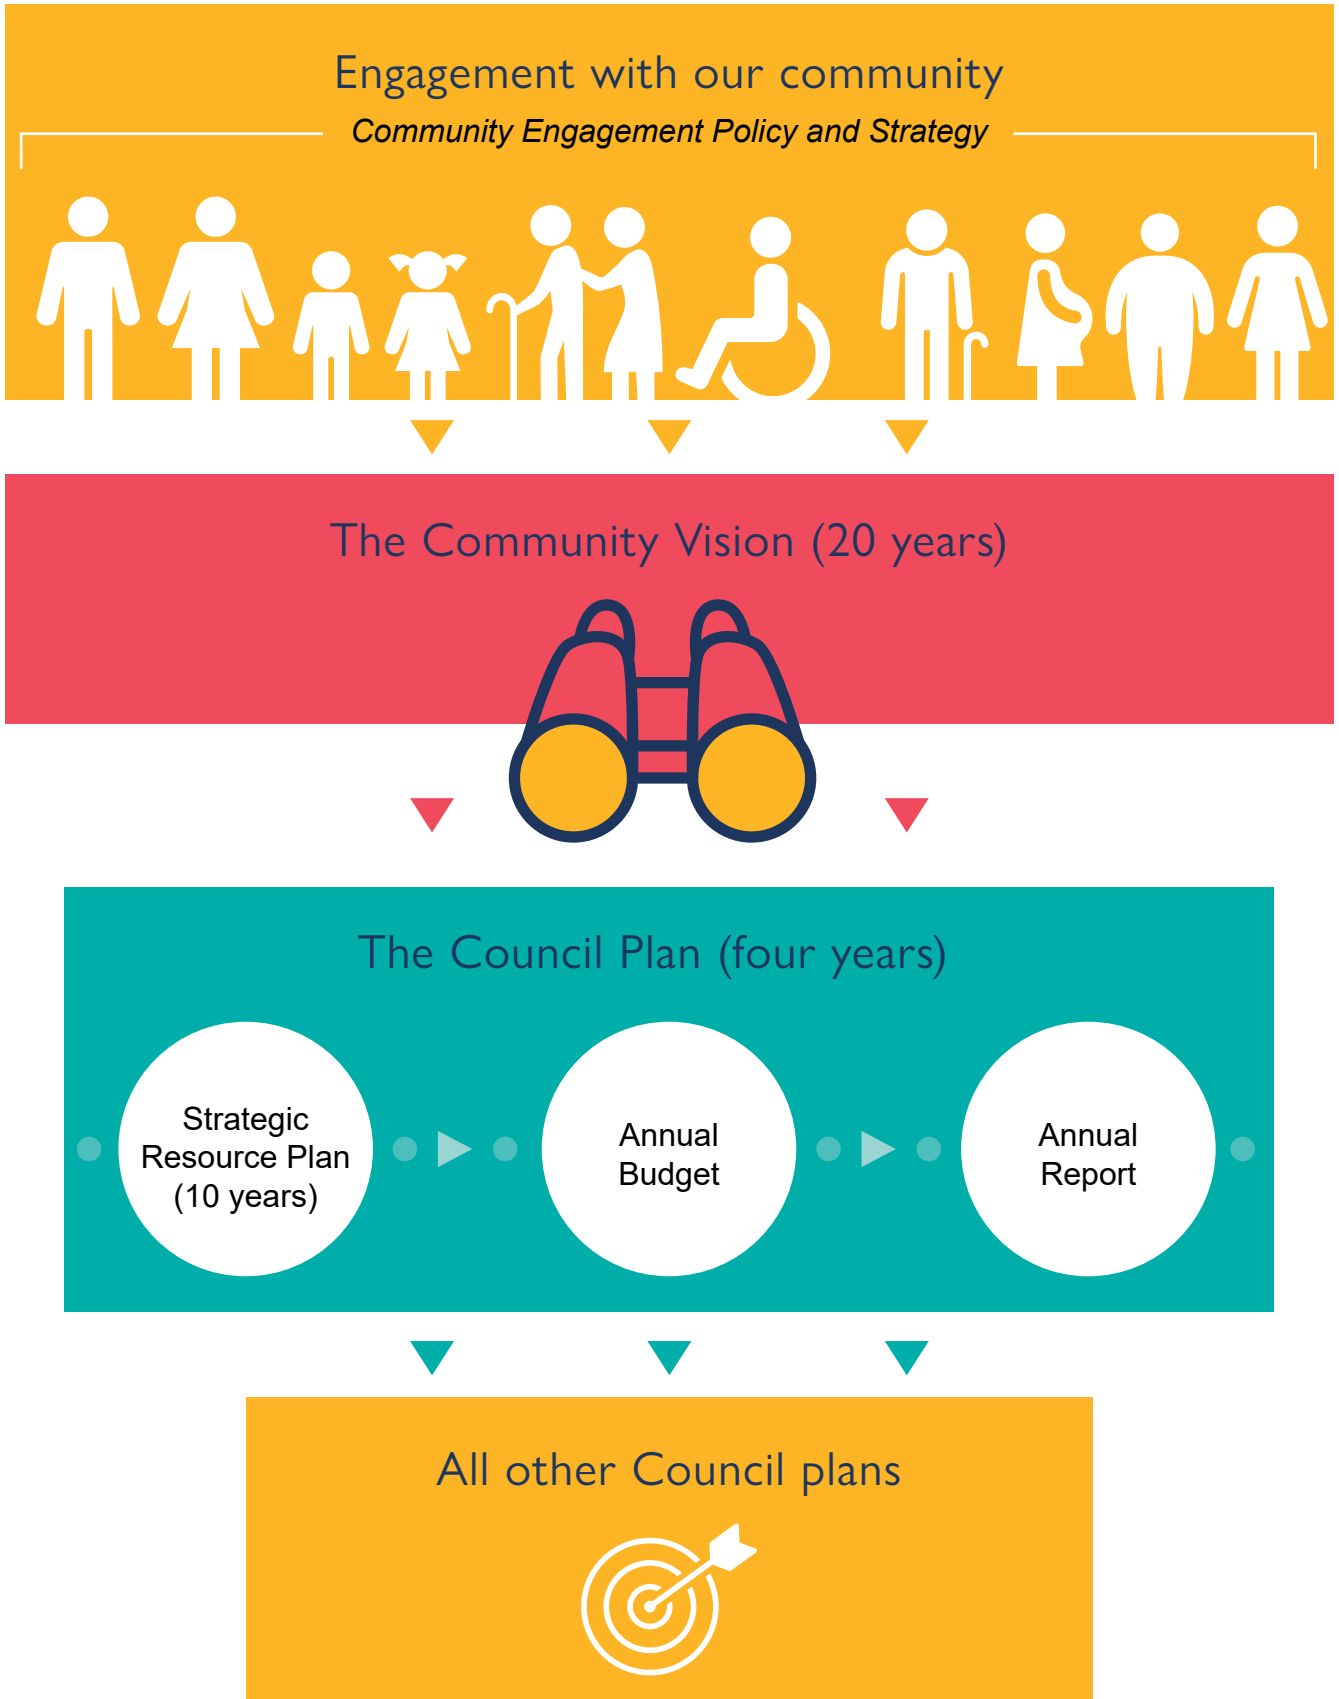 Engagement with our community
Community Engagement Policy and Strategy
The Community Vision (20 years)
The Council Plan (four years)
Strategic
Resource Plan
(10 years)
Annual
Budget
Annual
Report
All other Council plans